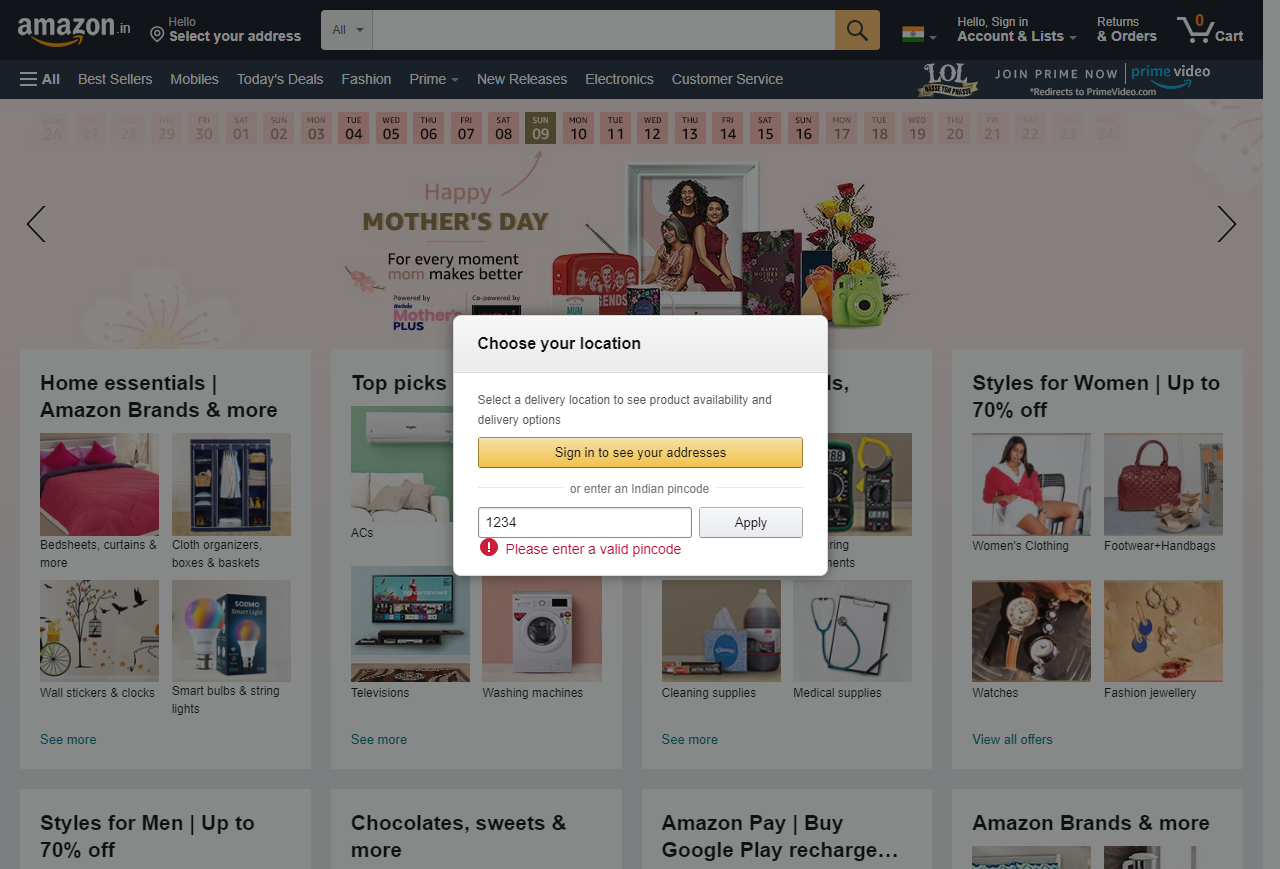 amazon.in
Hello
Select your address
All
Hello, Sign in
Account & Lists
Returns
& Orders
0
Cart
All
Best Sellers
Mobiles
Today's Deals
Fashion
Prime
New Releases
Electronics
Customer Service
LOL
HASSE TOH PHASSE
JOIN PRIME NOW
prime video
*Redirects to PrimeVideo.com
MON TUE WED THU FRI SAT SUN MON TUE WED THU FRI SAT SUN MON TUE WED THU FRI SAT SUN MON TUE WED THU FRI SAT SUN MON
26 27 28 29 30 01 02 03 04 05 06 07 08 09 10 11 12 13 14 15 16 17 18 19 20 21 22 23 24
Happy
MOTHER'S DAY
For every moment
mom makes better
Powered by
Co-powered by
Horlicks
Mother's
PLUS
HAPPY
MOTHER'S
MUM
Choose your location
Select a delivery location to see product availability and
delivery options
Sign in to see your addresses
or enter an Indian pincode
1234
Apply
Please enter a valid pincode
Home essentials |
Amazon Brands & more
Bedsheets, curtains &
more
Cloth organizers,
boxes & baskets
SOLIMO
Smart Light
Wall stickers & clocks
Smart bulbs & string
lights
See more
Top picks
ACs
Televisions
Washing machines
See more
Kleenex
Cleaning supplies
Medical supplies
See more
Styles for Women | Up to
70% off
Women's Clothing
Footwear+Handbags
Watches
Fashion jewellery
View all offers
Styles for Men | Up to
70% off
Chocolates, sweets &
more
Amazon Pay | Buy
Google Play recharge…
Amazon Brands & more